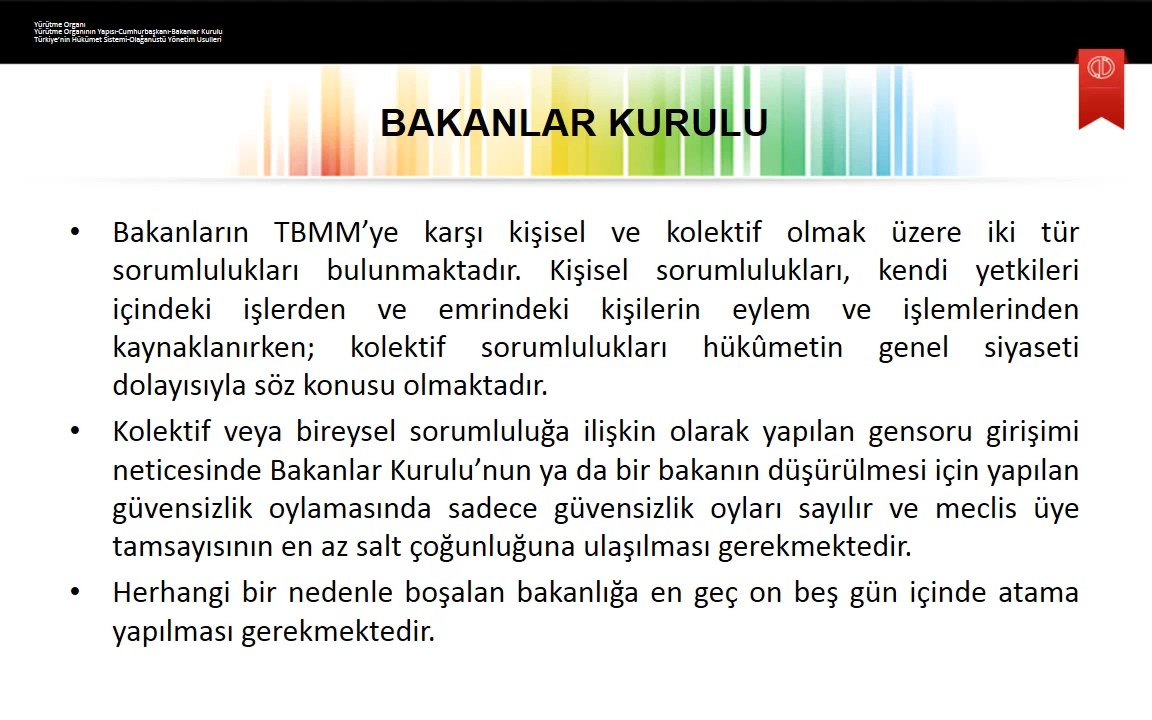 Yürütme Organı
Yürütme Organının Yapısı-Cumhurbaşkanı-Bakanlar Kurulu
Türkiye'nin Hükümet Sistemi-Olağanüstü Yönetim Usulleri
BAKANLAR KURULU
• Bakanların TBMM’ye karşı kişisel ve kolektif olmak üzere iki tür
sorumlulukları bulunmaktadır. Kişisel sorumlulukları, kendi yetkileri
içindeki işlerden ve emrindeki kişilerin eylem ve işlemlerinden
kaynaklanırken; kolektif sorumlulukları hükûmetin genel siyaseti
dolayısıyla söz konusu olmaktadır.
• Kolektif veya bireysel sorumluluğa ilişkin olarak yapılan gensoru girişimi
neticesinde Bakanlar Kurulu’nun ya da bir bakanın düşürülmesi için yapılan
güvensizlik oylamasında sadece güvensizlik oyları sayılır ve meclis üye
tamsayısının en az salt çoğunluğuna ulaşılması gerekmektedir.
• Herhangi bir nedenle boşalan bakanlığa en geç on beş gün içinde atama
yapılması gerekmektedir.